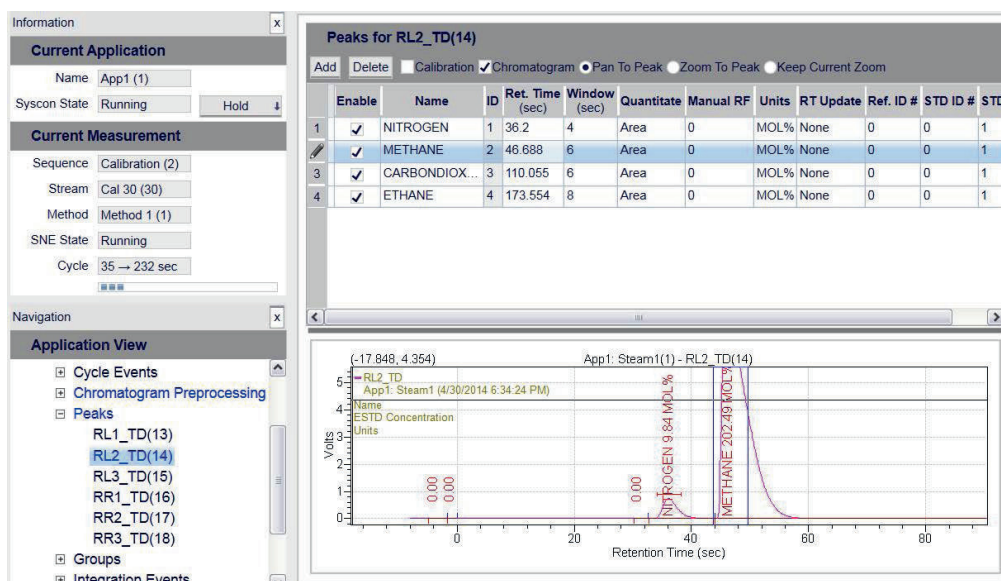 Information x
Current Application
Name App1 (1)
Syscon State Running Hold
Current Measurement
Sequence Calibration (2)
Stream Cal 30 (30)
Method Method 1 (1)
SNE State Running
Cycle 35 → 232 sec
Navigation x
Application View
Cycle Events
Chromatogram Preprocessing
Peaks
RL1_TD(13)
RL2_TD(14)
RL3_TD(15)
RR1_TD(16)
RR2_TD(17)
RR3_TD(18)
Groups
Integration Events
Peaks for RL2_TD(14)
Add Delete Calibration Chromatogram Pan To Peak Zoom To Peak Keep Current Zoom
Enable Name ID Ret. Time (sec) Window (sec) Quantitate Manual RF Units RT Update Ref. ID # STD ID # STD
1 NITROGEN 1 36.2 4 Area 0 MOL% None 0 0 1
METHANE 2 46.688 6 Area 0 MOL% None 0 0 1
3 CARBONDIOX... 3 110.055 6 Area 0 MOL% None 0 0 1
4 ETHANE 4 173.554 8 Area 0 MOL% None 0 0 1
(-17.848, 4.354) App1: Steam1(1) - RL2_TD(14)
RL2_TD
App1: Steam1 (4/30/2014 6:34:24 PM)
Name
ESTD Concentration
Units
Volts
5
4
3
2
1
0
0.00
0.00
0.00
NITROGEN 9.84 MOL%
METHANE 202.49 MOL%
0 20 40 60 80
Retention Time (sec)